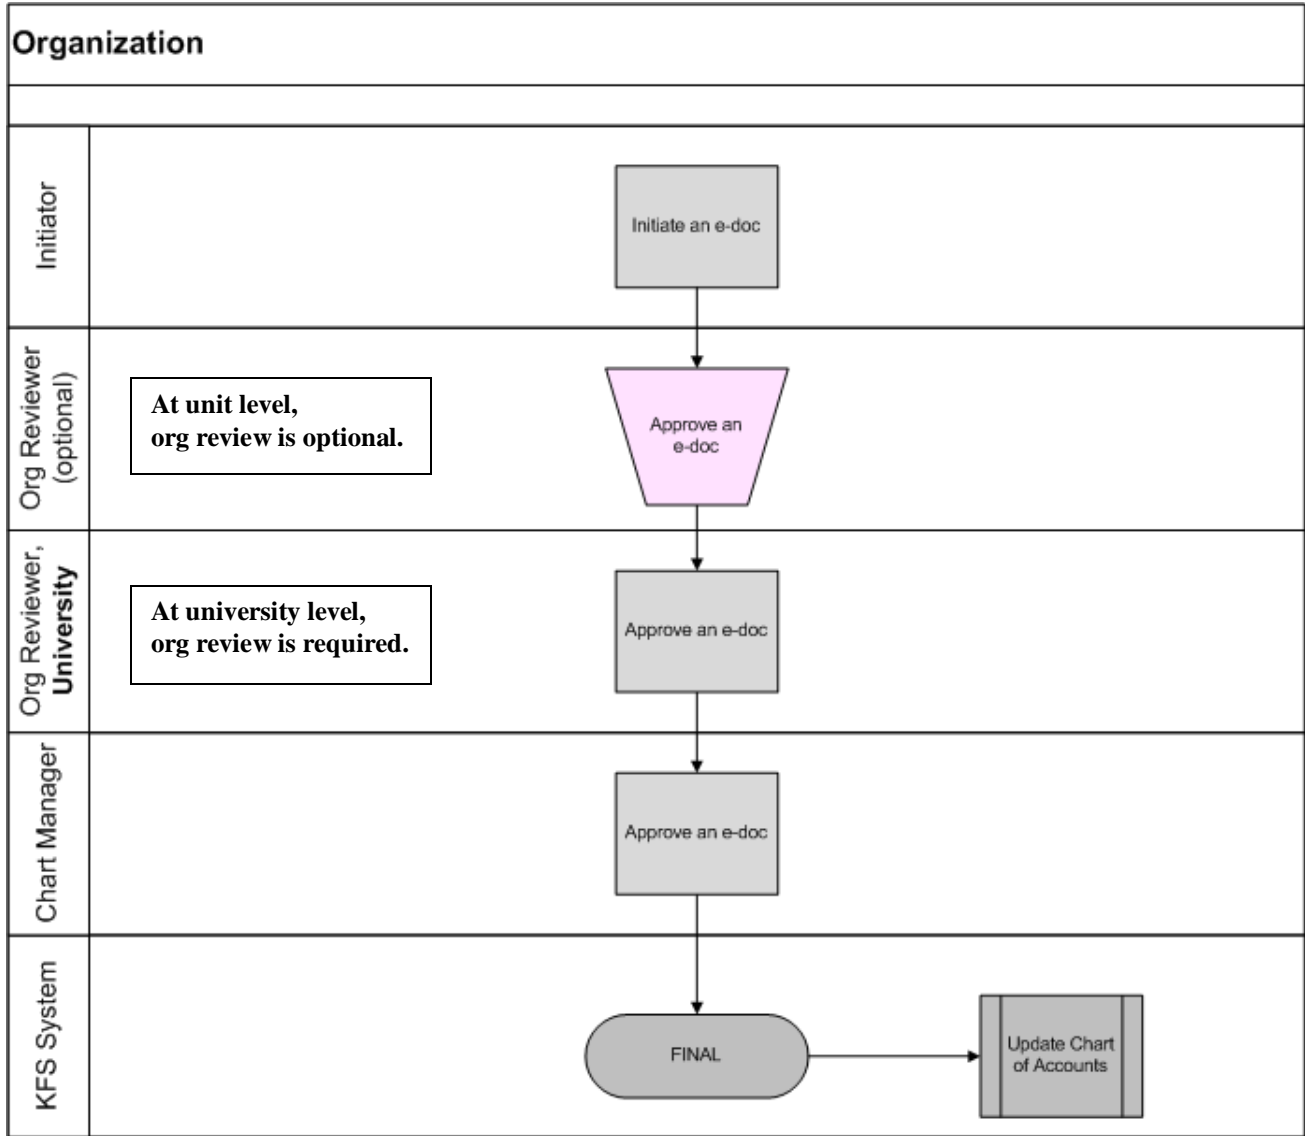 Organization
Initiator
Initiate an e-doc
Org Reviewer
(optional)
At unit level,
org review is optional.
Approve an
e-doc
Org Reviewer,
University
At university level,
org review is required.
Approve an e-doc
Chart Manager
Approve an e-doc
KFS System
FINAL
Update Chart
of Accounts